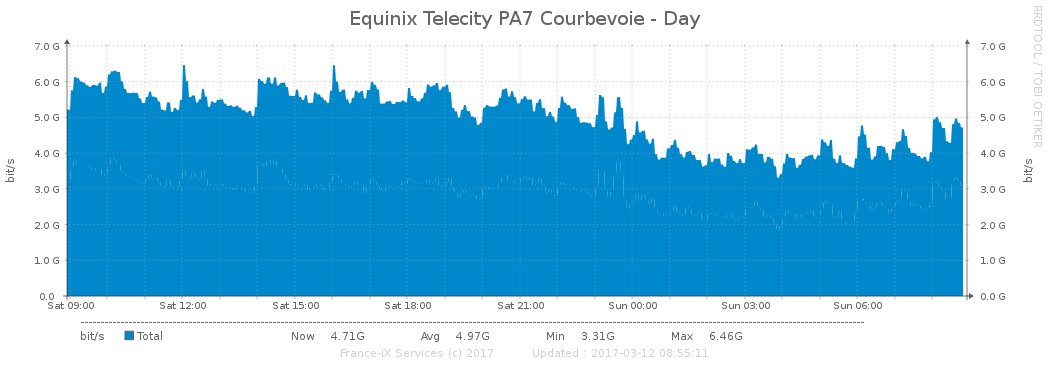 Equinix Telecity PA7 Courbevoie - Day
RRDTOOL / TOBI OETIKER
bit/s
7.0 G 7.0 G
6.0 G 6.0 G
5.0 G 5.0 G
4.0 G 4.0 G
3.0 G 3.0 G
2.0 G 2.0 G
1.0 G 1.0 G
0.0 0.0 G
bit/s
Sat 09:00 Sat 12:00 Sat 15:00 Sat 18:00 Sat 21:00 Sun 00:00 Sun 03:00 Sun 06:00
bit/s Total Now 4.71G Avg 4.97G Min 3.31G Max 6.46G
France-IX Services (c) 2017 Updated : 2017-03-12 08:55:11